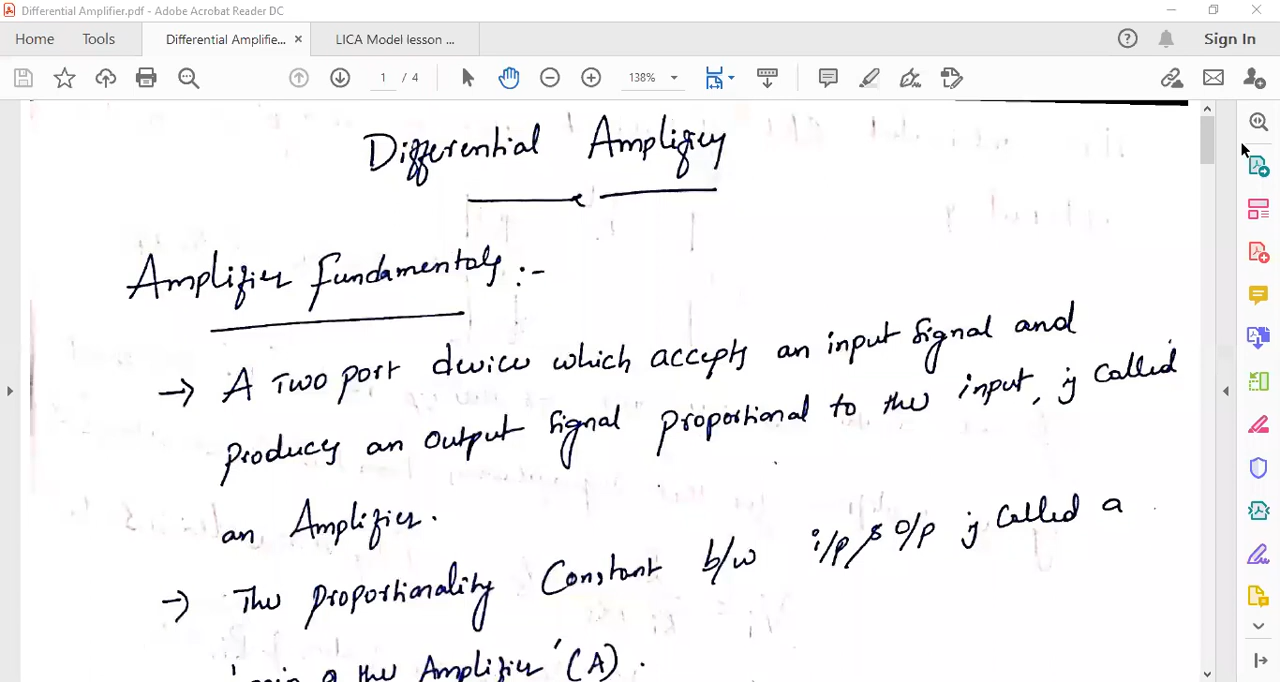 Differential Amplifier.pdf - Adobe Acrobat Reader DC
Home Tools Differential Amplifie... × LICA Model lesson ... Sign In
1 / 4 138%
Differential Amplifier
Amplifier fundamentals :-
→ A Two port device which accepts an input signal and
produces an output signal proportional to the input, is called
an Amplifier.
→ The proportionality Constant b/w i/p & o/p is called a
'gain of the Amplifier' (A).